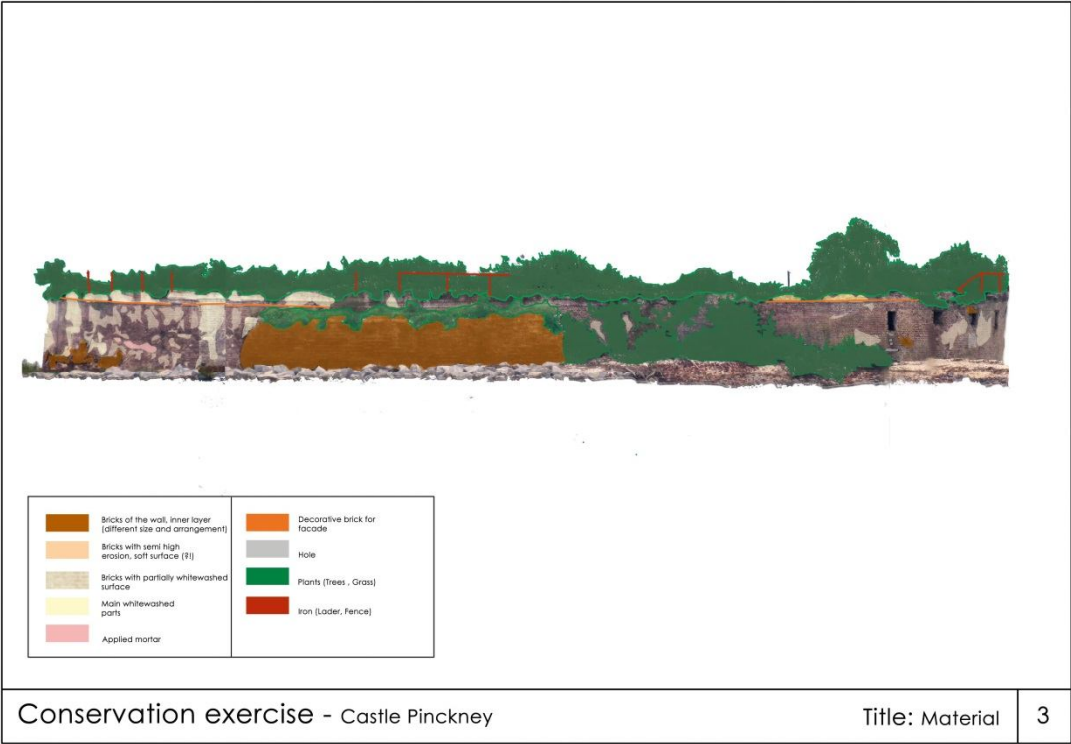 Bricks of the wall, inner layer
(different size and arrangement)
Bricks with semi high
erosion, soft surface (?!)
Bricks with partially whitewashed
surface
Main whitewashed
parts
Applied mortar
Decorative brick for
facade
Hole
Plants (Trees , Grass)
Iron (Lader, Fence)
Conservation exercise - Castle Pinckney
Title: Material
3